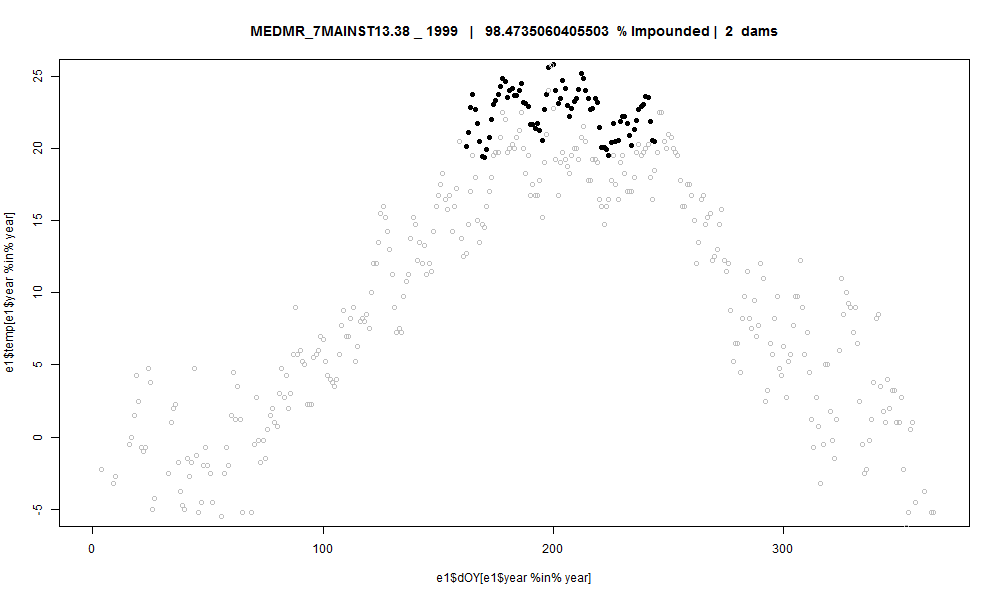 MEDMR_7MAINST13.38 _ 1999 | 98.4735060405503 % Impounded | 2 dams
e1$temp[e1$year %in% year]
25
20
15
10
5
0
-5
0 100 200 300
e1$dOY[e1$year %in% year]